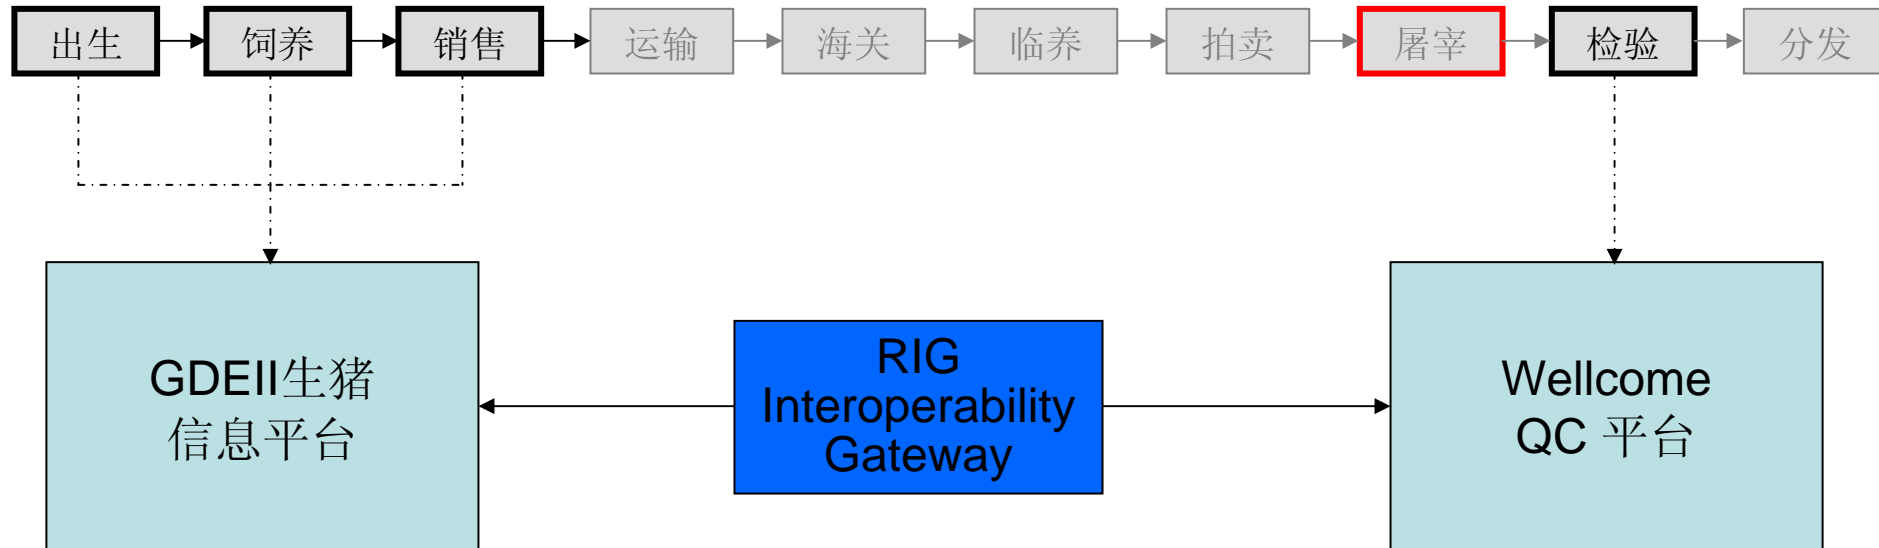 出生
饲养
销售
运输
海关
临养
拍卖
屠宰
检验
分发
GDEII生猪
信息平台
RIG
Interoperability
Gateway
Wellcome
QC 平台